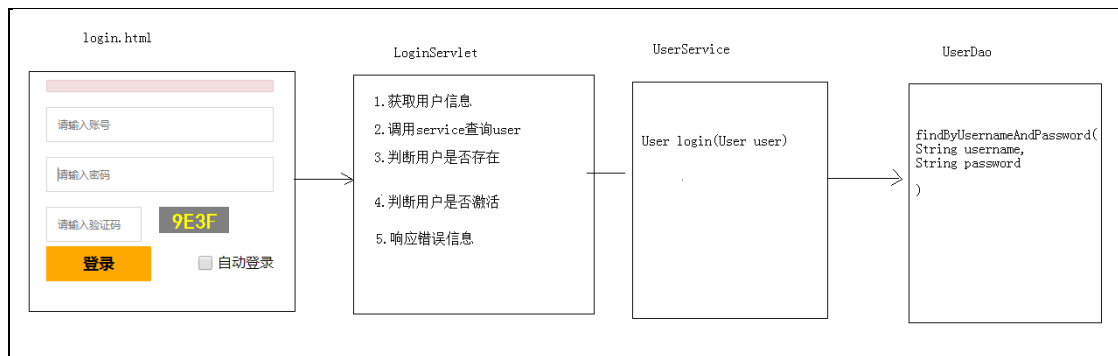 login.html
请输入账号
请输入密码
请输入验证码
9E3F
登录
自动登录
LoginServlet
1.获取用户信息
2.调用service查询user
3.判断用户是否存在
4.判断用户是否激活
5.响应错误信息
UserService
User login(User user)
UserDao
findByUsernameAndPassword(
String username,
String password
)